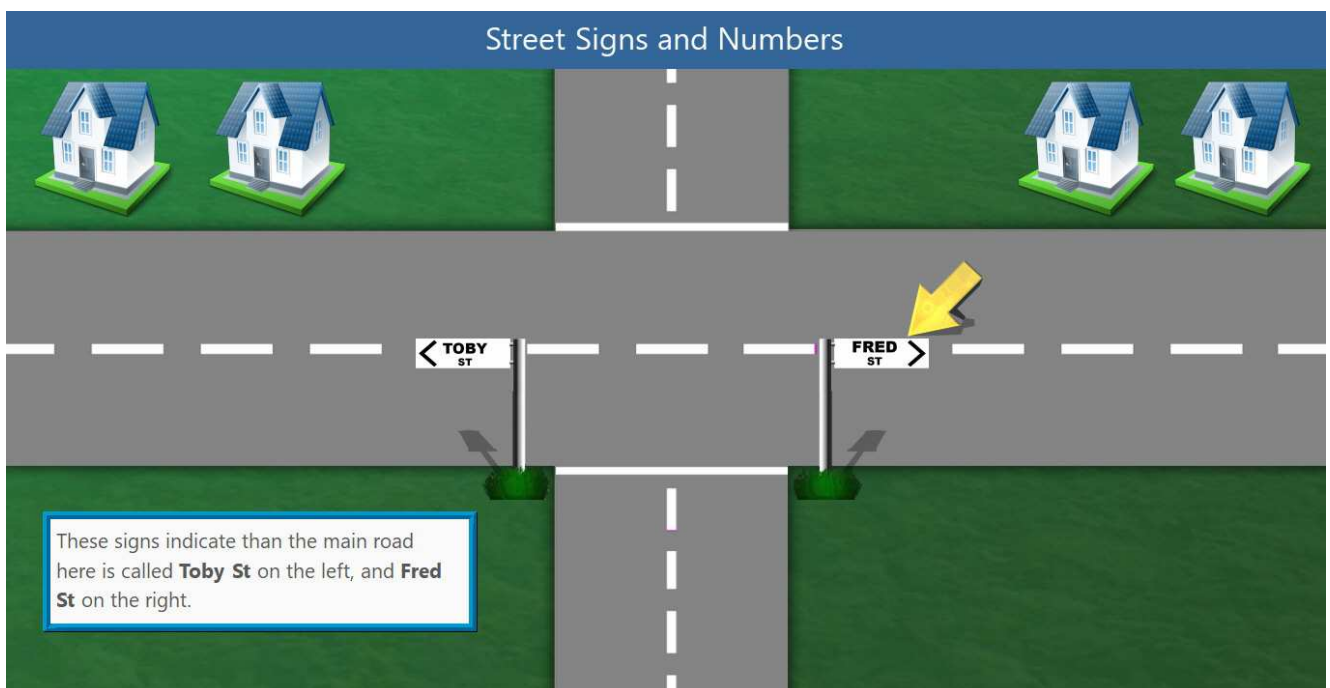 Street Signs and Numbers
TOBY
ST
FRED
ST
These signs indicate than the main road
here is called Toby St on the left, and Fred
St on the right.